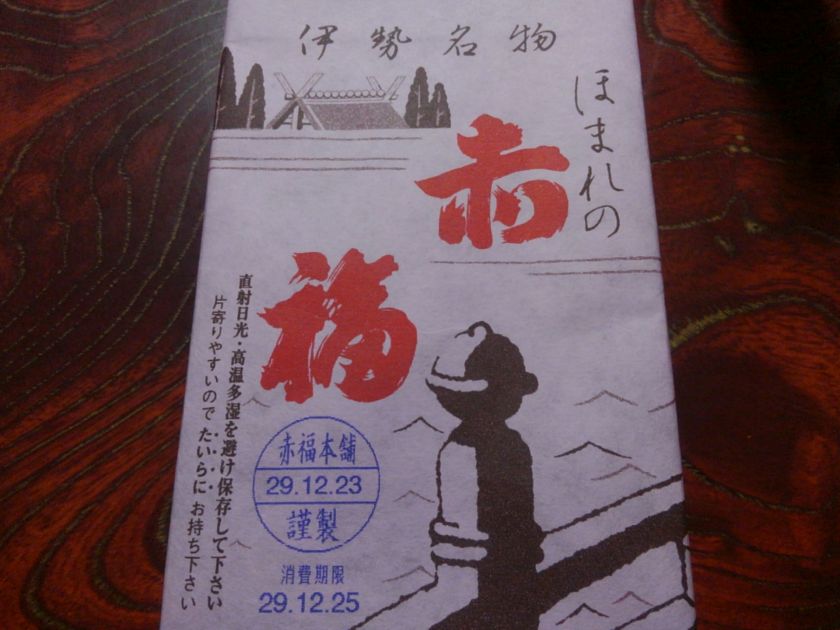 伊勢名物
ほまれの
赤福
直射日光・高温多湿を避け保存して下さい
片寄りやすいので たいらに お持ち下さい
赤福本舗
29.12.23
謹製
消費期限
29.12.25